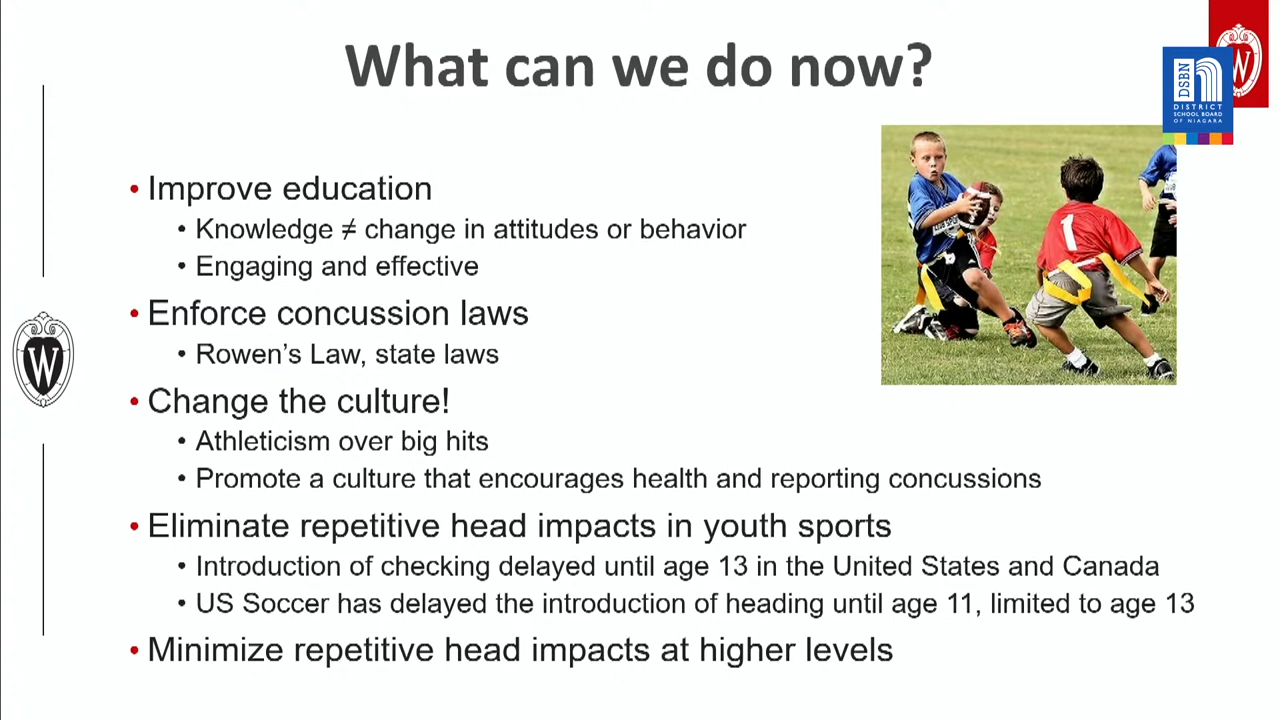 What can we do now?
DSBN
DISTRICT
SCHOOL BOARD
OF NIAGARA
W
• Improve education
• Knowledge ≠ change in attitudes or behavior
• Engaging and effective
• Enforce concussion laws
• Rowen’s Law, state laws
• Change the culture!
• Athleticism over big hits
• Promote a culture that encourages health and reporting concussions
• Eliminate repetitive head impacts in youth sports
• Introduction of checking delayed until age 13 in the United States and Canada
• US Soccer has delayed the introduction of heading until age 11, limited to age 13
• Minimize repetitive head impacts at higher levels
W
1